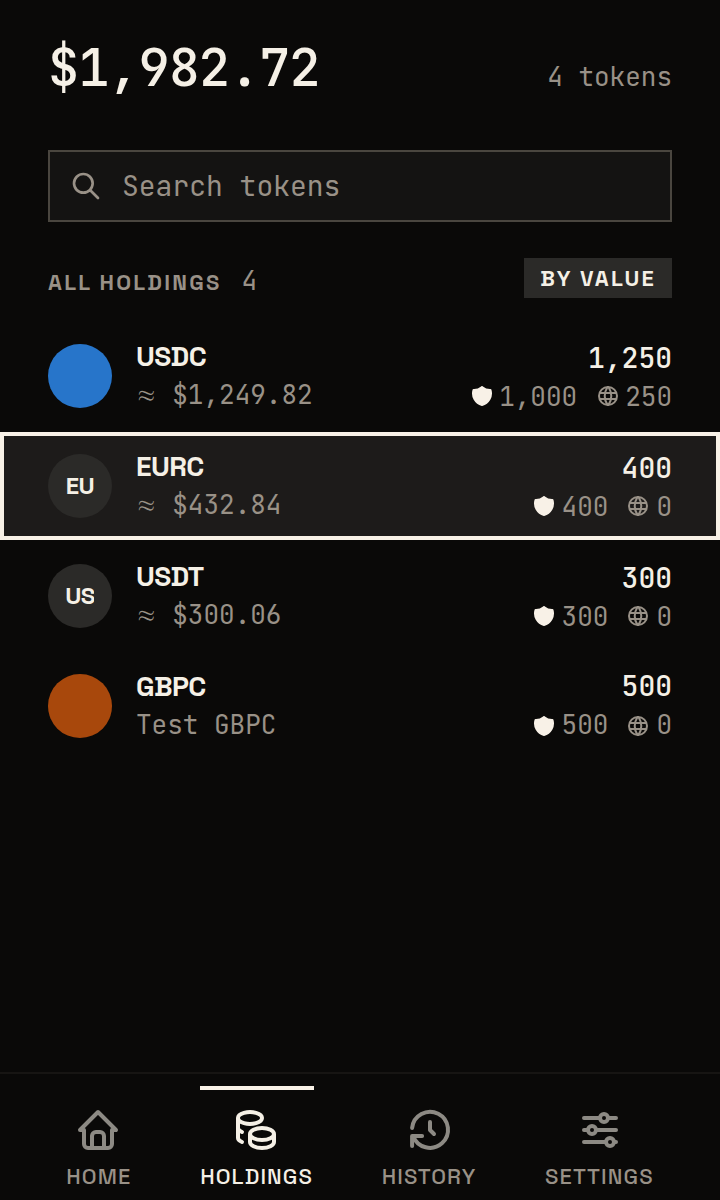 $1,982.72
4 tokens
Search tokens
ALL HOLDINGS 4
BY VALUE
USDC
1,250
≈ $1,249.82
1,000 250
EU
EURC
400
≈ $432.84
400 0
US
USDT
300
≈ $300.06
300 0
GBPC
500
Test GBPC
500 0
HOME
HOLDINGS
HISTORY
SETTINGS